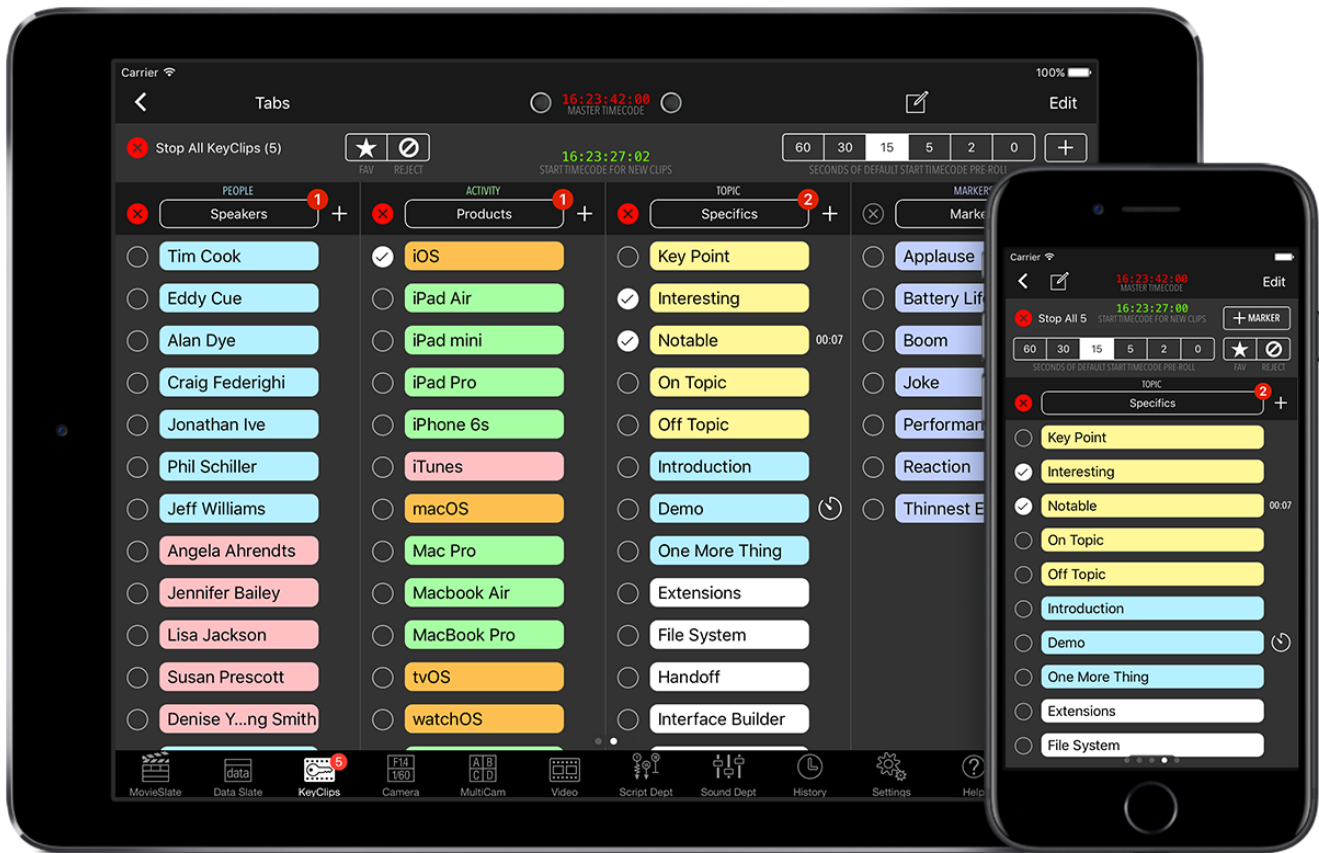 Carrier 100%
Tabs 16:23:42:00 Edit
MASTER TIMECODE
Stop All KeyClips (5) 60 30 15 5 2 0 +
16:23:27:02
FAV REJECT START TIMECODE FOR NEW CLIPS SECONDS OF DEFAULT START TIMECODE PRE-ROLL
PEOPLE ACTIVITY TOPIC MARKERS
1 1 2
Speakers + Products + Specifics + Marke
Tim Cook iOS Key Point Applause
Eddy Cue iPad Air Interesting Battery Lif
Alan Dye iPad mini Notable 00:07 Boom
Craig Federighi iPad Pro On Topic Joke
Jonathan Ive iPhone 6s Off Topic Performan
Phil Schiller iTunes Introduction Reaction
Jeff Williams macOS Demo Thinnest E
Angela Ahrendts Mac Pro One More Thing
Jennifer Bailey Macbook Air Extensions
Lisa Jackson MacBook Pro File System
Susan Prescott tvOS Handoff
Denise Y...ng Smith watchOS Interface Builder
F1.4 A B
data 5 1/60 C D ?
MovieSlate Data Slate KeyClips Camera MultiCam Video Script Dept Sound Dept History Settings Help
Carrier
16:23:42:00 Edit
MASTER TIMECODE
16:23:27:00
Stop All 5 START TIMECODE FOR NEW CLIPS + MARKER
60 30 15 5 2 0
SECONDS OF DEFAULT START TIMECODE PRE-ROLL FAV REJECT
TOPIC
2
Specifics +
Key Point
Interesting
Notable 00:07
On Topic
Off Topic
Introduction
Demo
One More Thing
Extensions
File System